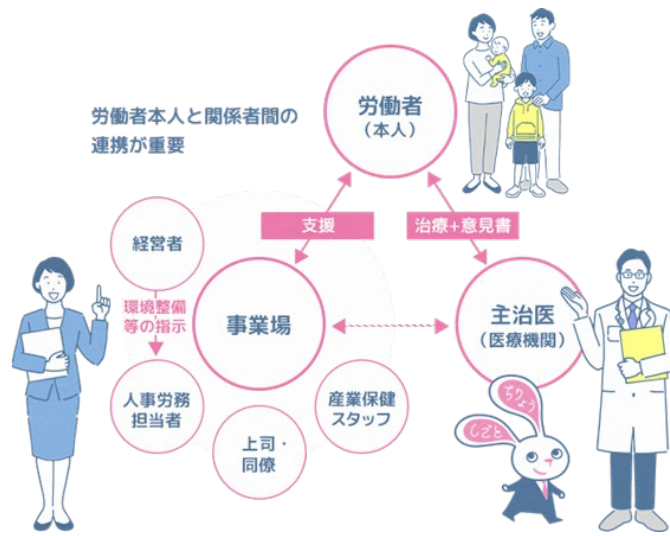 労働者本人と関係者間の
連携が重要
労働者
（本人）
支援
治療+意見書
経営者
環境整備
等の指示
事業場
主治医
（医療機関）
人事労務
担当者
上司・
同僚
産業保健
スタッフ
ちりょう
しごと